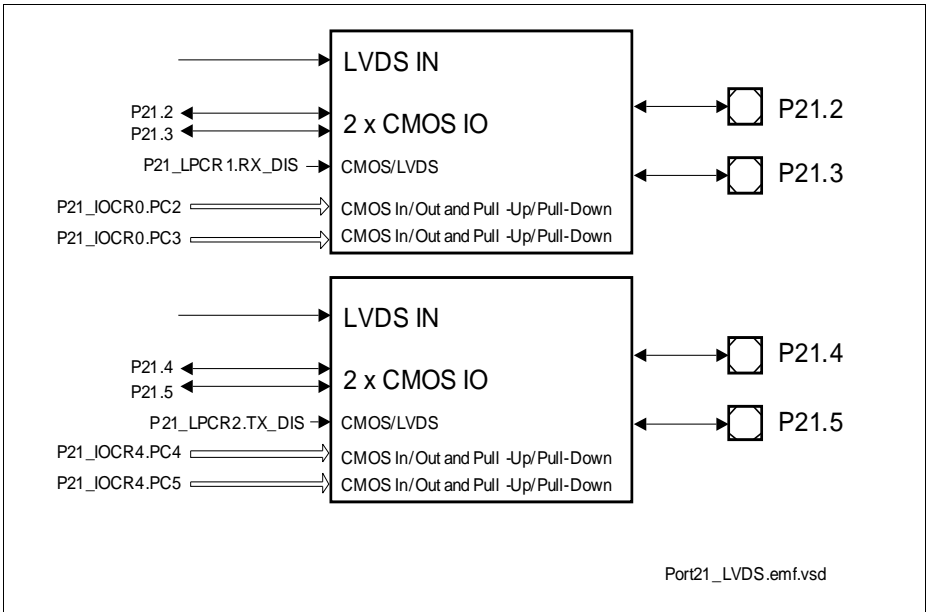 LVDS IN
P21.2
P21.3
2 x CMOS IO
P21.2
P21_LPCR1.RX_DIS
CMOS/LVDS
P21.3
P21_IOCR0.PC2
CMOS In/Out and Pull -Up/Pull-Down
P21_IOCR0.PC3
CMOS In/Out and Pull -Up/Pull-Down
LVDS IN
P21.4
P21.4
P21.5
2 x CMOS IO
P21_LPCR2.TX_DIS
CMOS/LVDS
P21.5
P21_IOCR4.PC4
CMOS In/Out and Pull -Up/Pull-Down
P21_IOCR4.PC5
CMOS In/Out and Pull -Up/Pull-Down
Port21_LVDS.emf.vsd